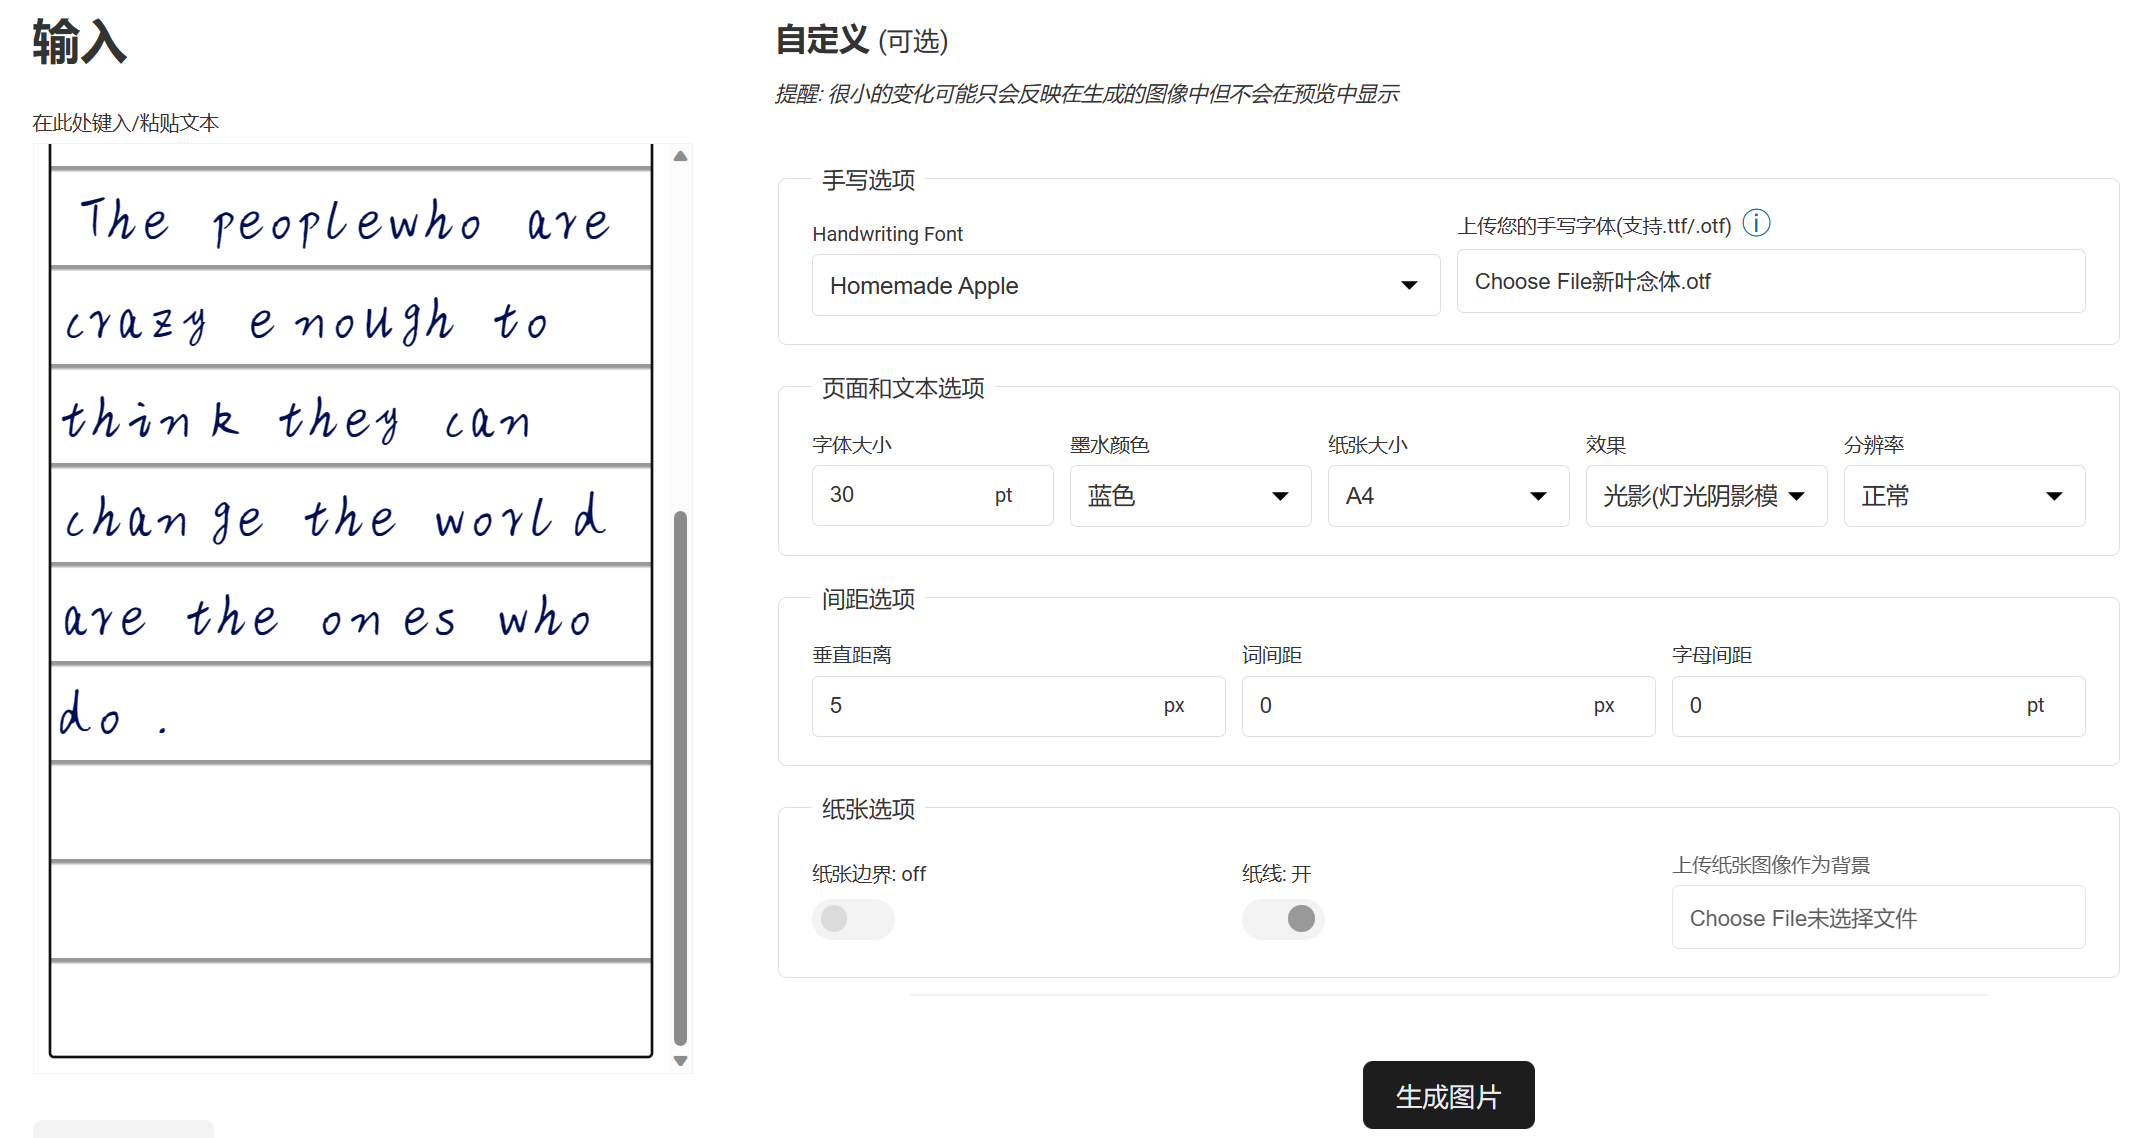 输入
在此处键入/粘贴文本
The peoplewho are
crazy enough to
think they can
change the world
are the ones who
do .
自定义 (可选)
提醒: 很小的变化可能只会反映在生成的图像中但不会在预览中显示
手写选项
Handwriting Font
Homemade Apple
上传您的手写字体(支持.ttf/.otf)
Choose File新叶念体.otf
页面和文本选项
字体大小 墨水颜色 纸张大小 效果 分辨率
30 pt 蓝色 A4 光影(灯光阴影模 正常
间距选项
垂直距离 词间距 字母间距
5 px 0 px 0 pt
纸张选项
纸张边界: off 纸线: 开 上传纸张图像作为背景
Choose File未选择文件
生成图片